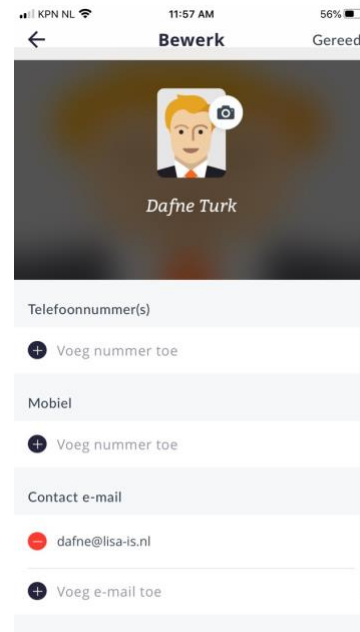 KPN NL 11:57 AM 56%
Bewerk Gereed
Dafne Turk
Telefoonnummer(s)
Voeg nummer toe
Mobiel
Voeg nummer toe
Contact e-mail
dafne@lisa-is.nl
Voeg e-mail toe